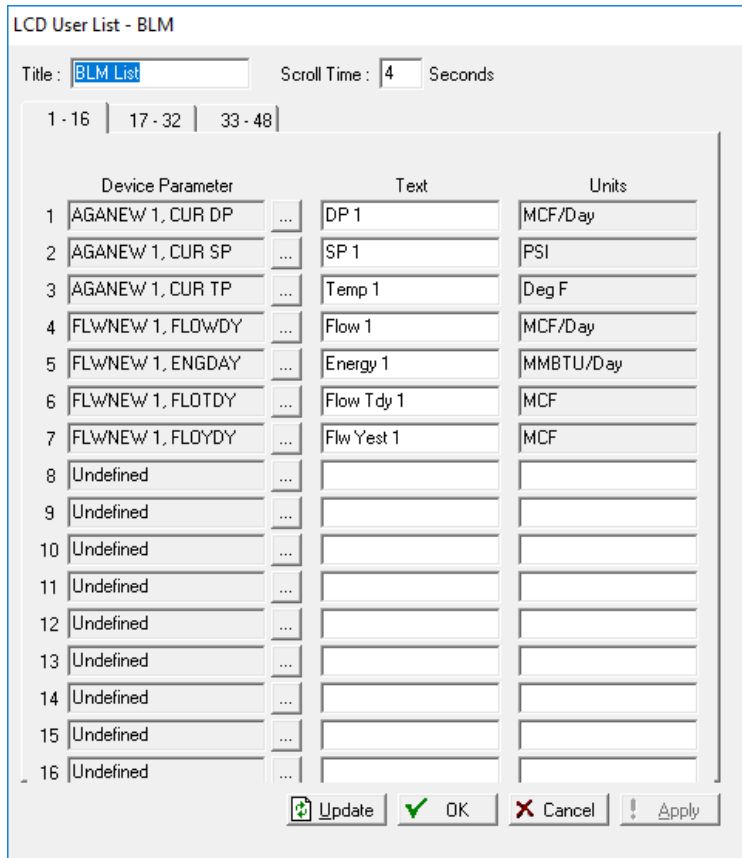 LCD User List - BLM
Title : BLM List Scroll Time : 4 Seconds
1 - 16 17 - 32 33 - 48
Device Parameter Text Units
1 AGANEW 1, CUR DP ... DP 1 MCF/Day
2 AGANEW 1, CUR SP ... SP 1 PSI
3 AGANEW 1, CUR TP ... Temp 1 Deg F
4 FLWNEW 1, FLOWDY ... Flow 1 MCF/Day
5 FLWNEW 1, ENGDAY ... Energy 1 MMBTU/Day
6 FLWNEW 1, FLOTDY ... Flow Tdy 1 MCF
7 FLWNEW 1, FLOYDY ... Flw Yest 1 MCF
8 Undefined ...
9 Undefined ...
10 Undefined ...
11 Undefined ...
12 Undefined ...
13 Undefined ...
14 Undefined ...
15 Undefined ...
16 Undefined ...
Update OK Cancel Apply